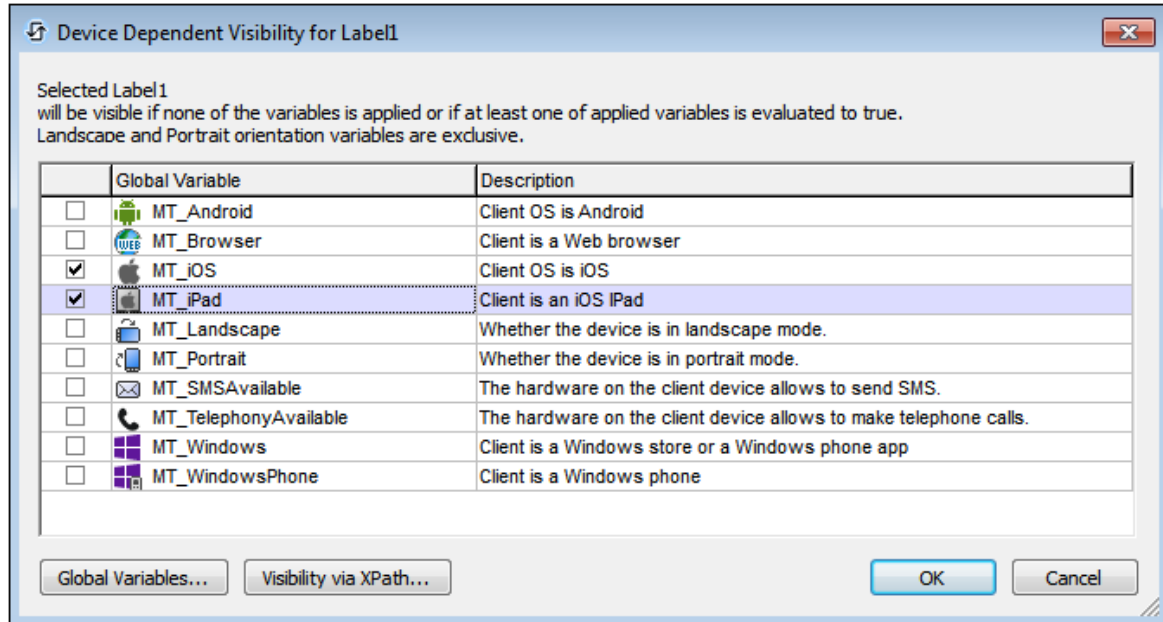 Device Dependent Visibility for Label1
Selected Label1
will be visible if none of the variables is applied or if at least one of applied variables is evaluated to true.
Landscape and Portrait orientation variables are exclusive.
Global Variable Description
MT_Android Client OS is Android
WEB MT_Browser Client is a Web browser
MT_iOS Client OS is iOS
MT_iPad Client is an iOS IPad
MT_Landscape Whether the device is in landscape mode.
MT_Portrait Whether the device is in portrait mode.
MT_SMSAvailable The hardware on the client device allows to send SMS.
MT_TelephonyAvailable The hardware on the client device allows to make telephone calls.
MT_Windows Client is a Windows store or a Windows phone app
MT_WindowsPhone Client is a Windows phone
Global Variables... Visibility via XPath... OK Cancel